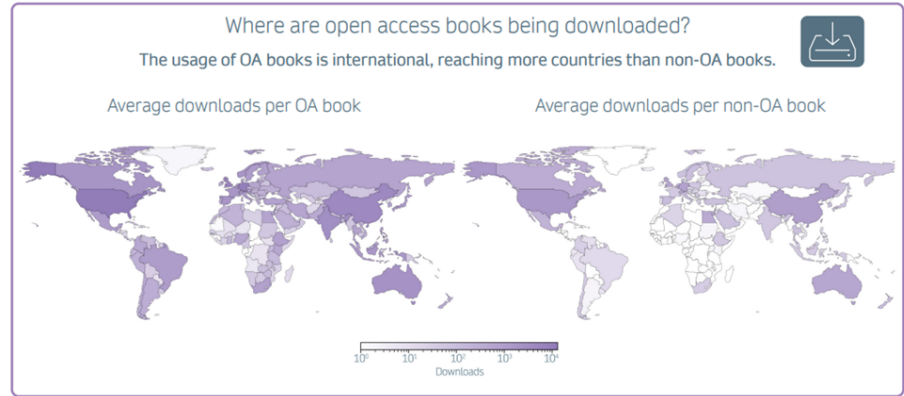 Where are open access books being downloaded?
The usage of OA books is international, reaching more countries than non-OA books.
Average downloads per OA book
Average downloads per non-OA book
10⁰ 10¹ 10² 10³ 10⁴
Downloads